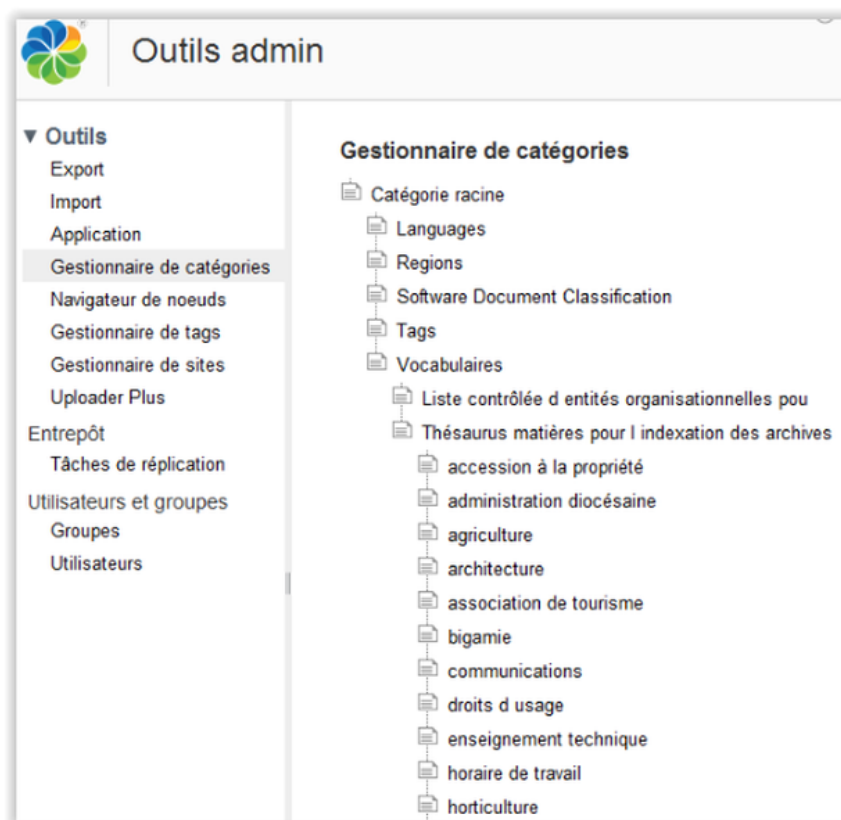 Outils admin
▼ Outils
Export
Import
Application
Gestionnaire de catégories
Navigateur de noeuds
Gestionnaire de tags
Gestionnaire de sites
Uploader Plus
Entrepôt
Tâches de réplication
Utilisateurs et groupes
Groupes
Utilisateurs
Gestionnaire de catégories
Catégorie racine
Languages
Regions
Software Document Classification
Tags
Vocabulaires
Liste contrôlée d entités organisationnelles pou
Thésaurus matières pour l indexation des archives
accession à la propriété
administration diocésaine
agriculture
architecture
association de tourisme
bigamie
communications
droits d usage
enseignement technique
horaire de travail
horticulture